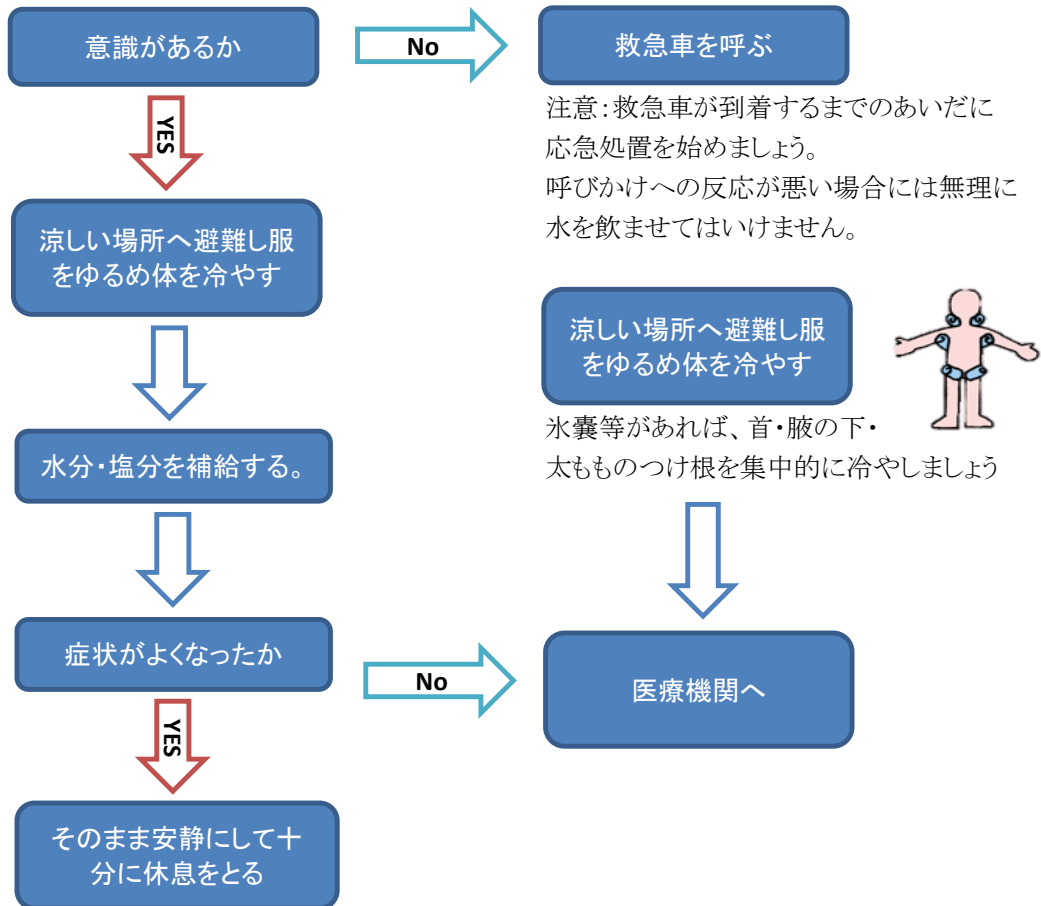 意識があるか
No
救急車を呼ぶ
注意：救急車が到着するまでのあいだに
応急処置を始めましょう。
呼びかけへの反応が悪い場合には無理に
水を飲ませてはいけません。
YES
涼しい場所へ避難し服
をゆるめ体を冷やす
涼しい場所へ避難し服
をゆるめ体を冷やす
氷嚢等があれば、首・腋の下・
太もものつけ根を集中的に冷やしましょう
水分・塩分を補給する。
症状がよくなったか
No
医療機関へ
YES
そのまま安静にして十
分に休息をとる